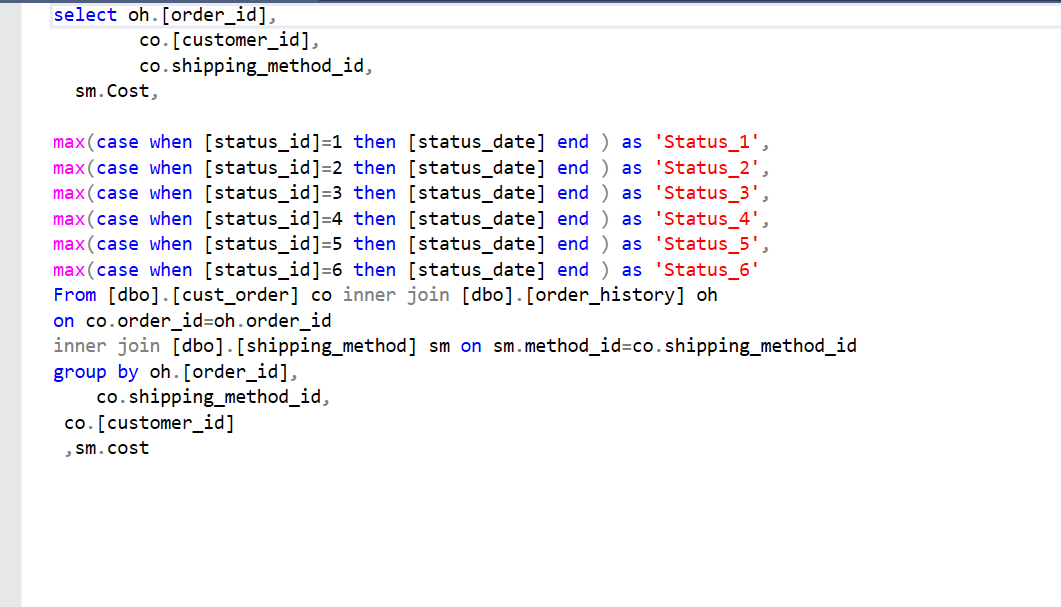 select oh.[order_id],
co.[customer_id],
co.shipping_method_id,
sm.Cost,
max(case when [status_id]=1 then [status_date] end ) as 'Status_1',
max(case when [status_id]=2 then [status_date] end ) as 'Status_2',
max(case when [status_id]=3 then [status_date] end ) as 'Status_3',
max(case when [status_id]=4 then [status_date] end ) as 'Status_4',
max(case when [status_id]=5 then [status_date] end ) as 'Status_5',
max(case when [status_id]=6 then [status_date] end ) as 'Status_6'
From [dbo].[cust_order] co inner join [dbo].[order_history] oh
on co.order_id=oh.order_id
inner join [dbo].[shipping_method] sm on sm.method_id=co.shipping_method_id
group by oh.[order_id],
co.shipping_method_id,
co.[customer_id]
,sm.cost